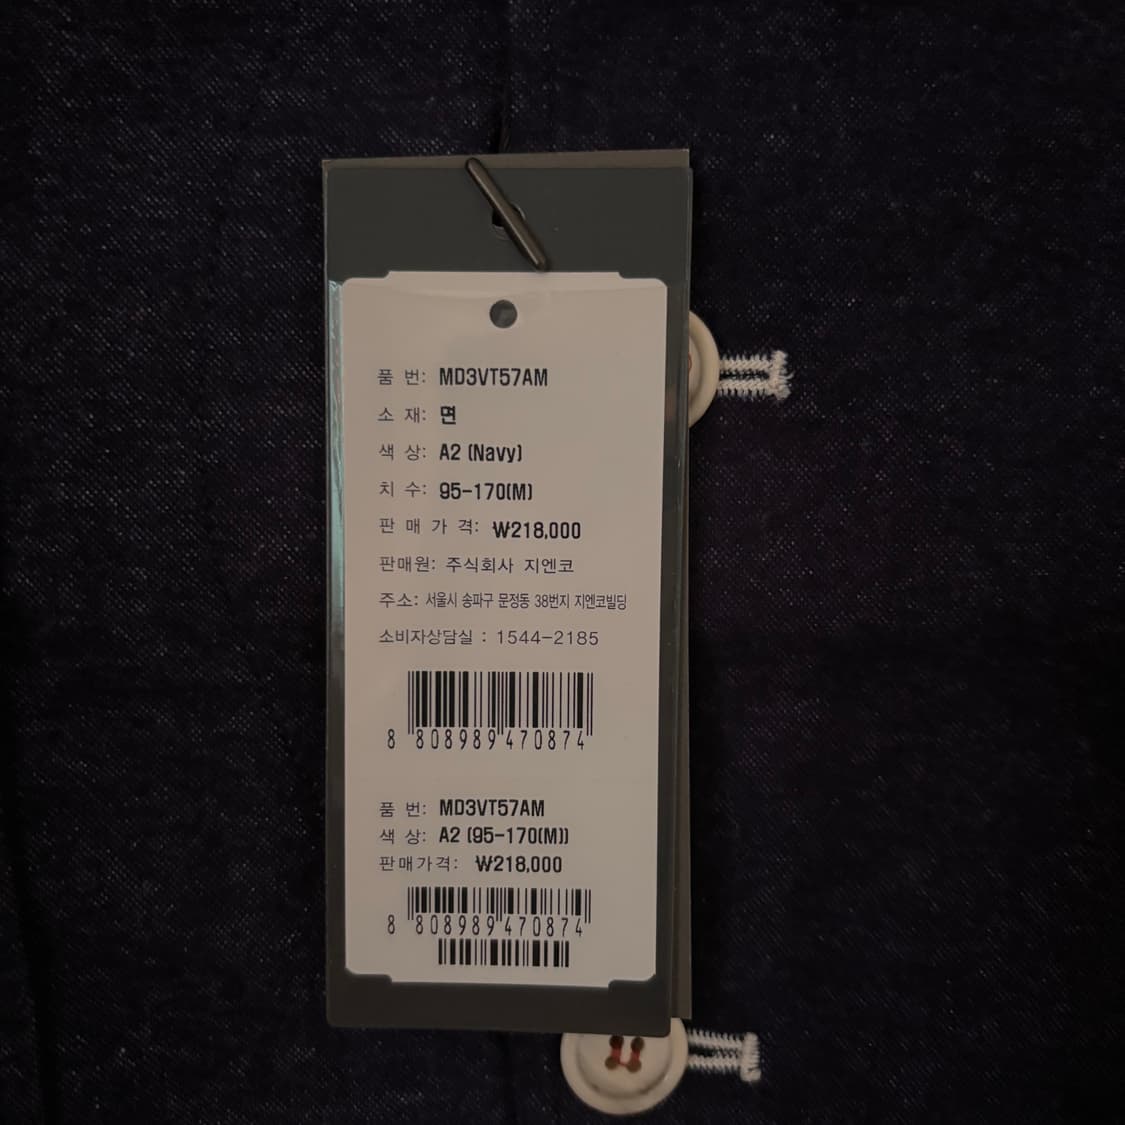 품 번: MD3VT57AM
소 재: 면
색 상: A2 (Navy)
치 수: 95-170(M)
판 매 가 격: ₩218,000
판매원: 주식회사 지엔코
주소: 서울시 송파구 문정동 38번지 지엔코빌딩
소비자상담실 : 1544-2185
8 808989 470874
품 번: MD3VT57AM
색 상: A2 (95-170(M))
판매가격: ₩218,000
8 808989 470874